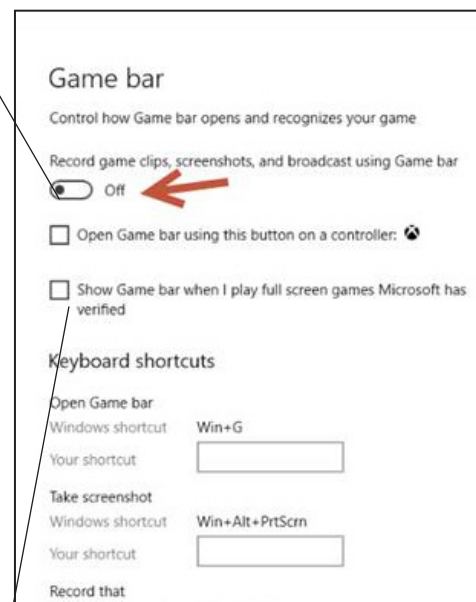 Game bar
Control how Game bar opens and recognizes your game
Record game clips, screenshots, and broadcast using Game bar
Off
Open Game bar using this button on a controller:
Show Game bar when I play full screen games Microsoft has
verified
Keyboard shortcuts
Open Game bar
Windows shortcut Win+G
Your shortcut
Take screenshot
Windows shortcut Win+Alt+PrtScrn
Your shortcut
Record that